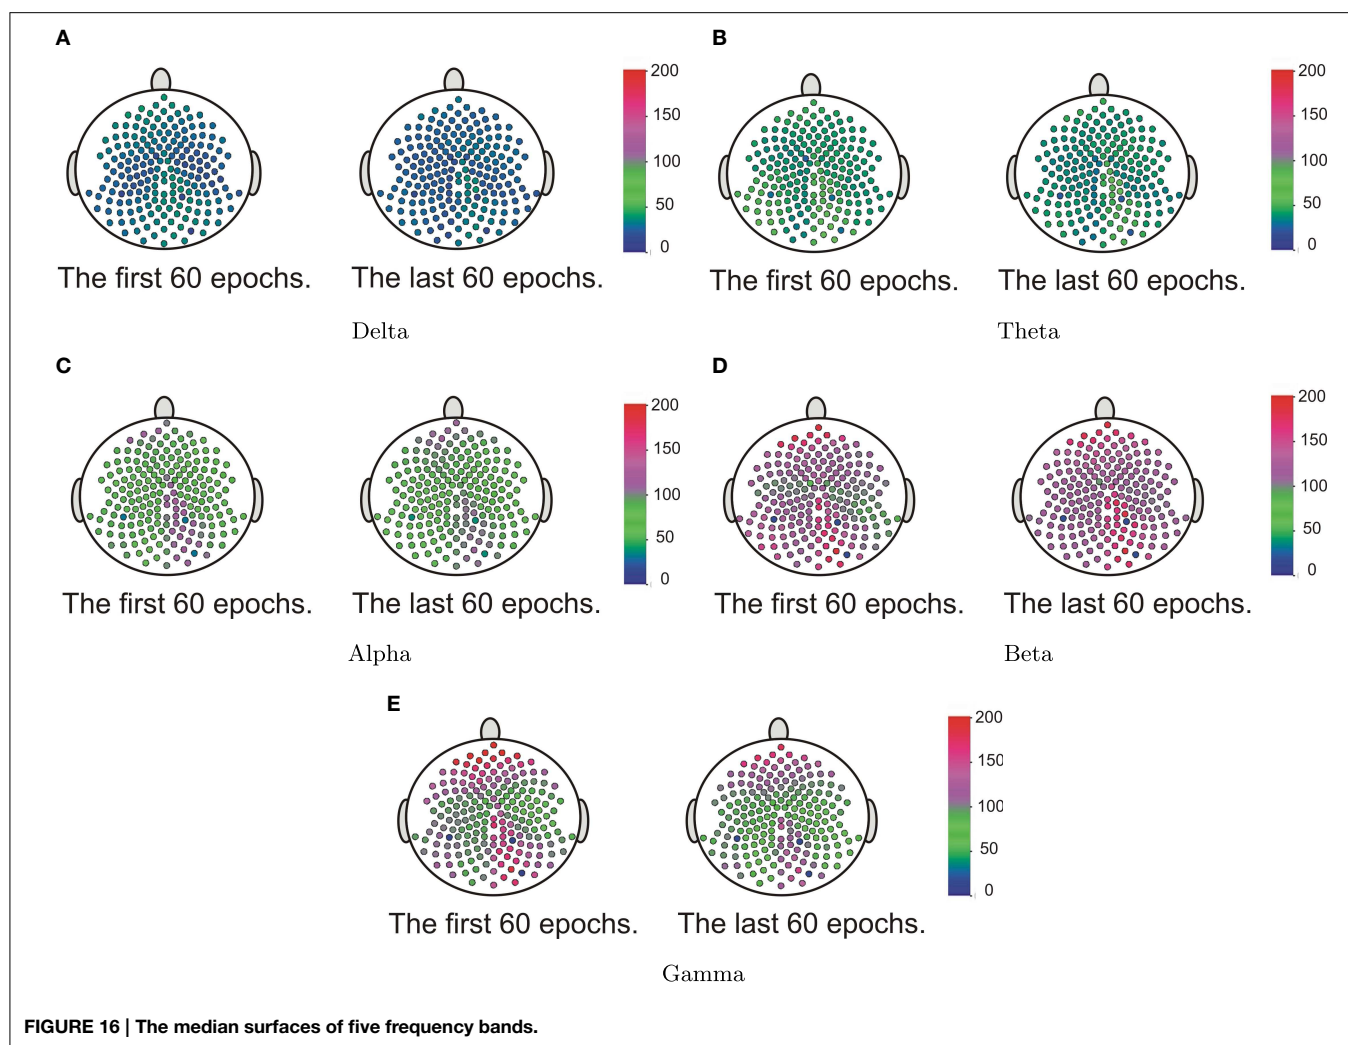 A
200
150
100
50
0
The first 60 epochs. The last 60 epochs.
Delta
B
200
150
100
50
0
The first 60 epochs. The last 60 epochs.
Theta
C
200
150
100
50
0
The first 60 epochs. The last 60 epochs.
Alpha
D
200
150
100
50
0
The first 60 epochs. The last 60 epochs.
Beta
E
200
150
100
50
0
The first 60 epochs. The last 60 epochs.
Gamma
FIGURE 16 | The median surfaces of five frequency bands.